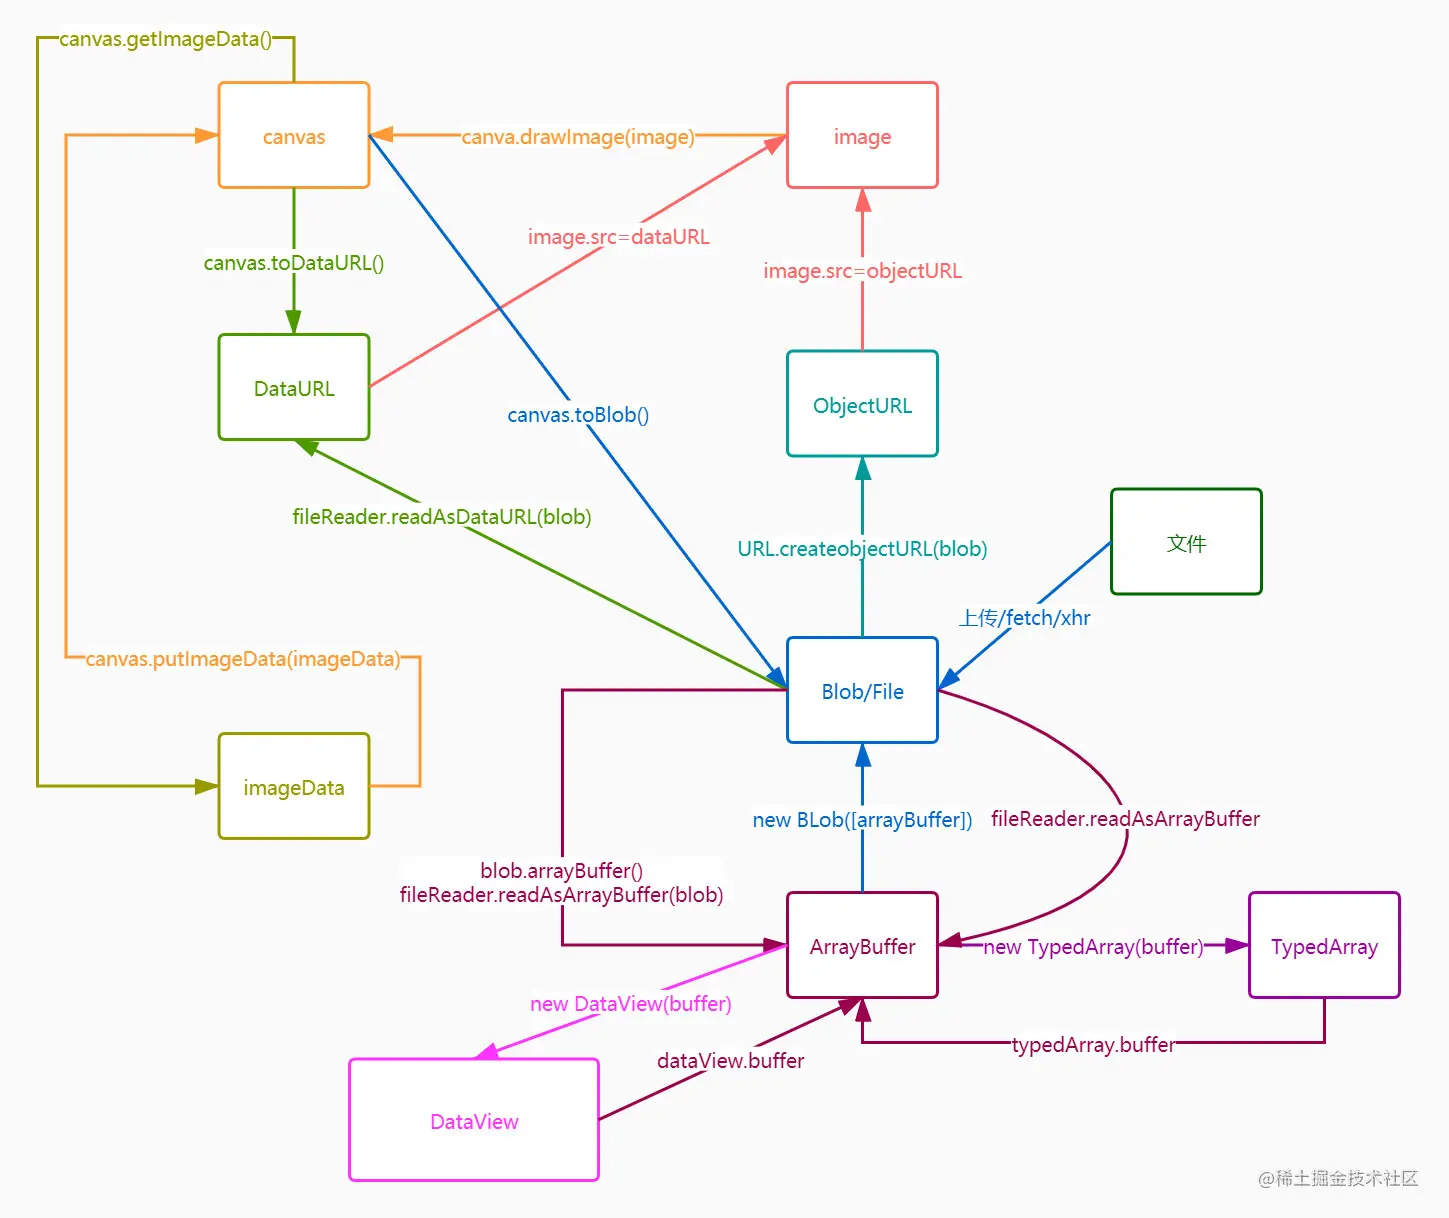 canvas.getImageData()
canvas
canva.drawImage(image)
image
image.src=dataURL
canvas.toDataURL()
image.src=objectURL
DataURL
ObjectURL
canvas.toBlob()
fileReader.readAsDataURL(blob)
URL.createobjectURL(blob)
文件
上传/fetch/xhr
canvas.putImageData(imageData)
Blob/File
imageData
new BLob([arrayBuffer])
fileReader.readAsArrayBuffer
blob.arrayBuffer()
fileReader.readAsArrayBuffer(blob)
ArrayBuffer
new TypedArray(buffer)
TypedArray
new DataView(buffer)
typedArray.buffer
dataView.buffer
DataView
@稀土掘金技术社区